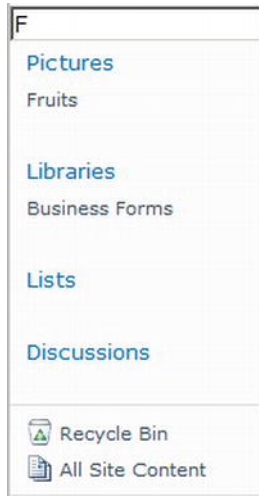 F
Pictures
Fruits
Libraries
Business Forms
Lists
Discussions
Recycle Bin
All Site Content